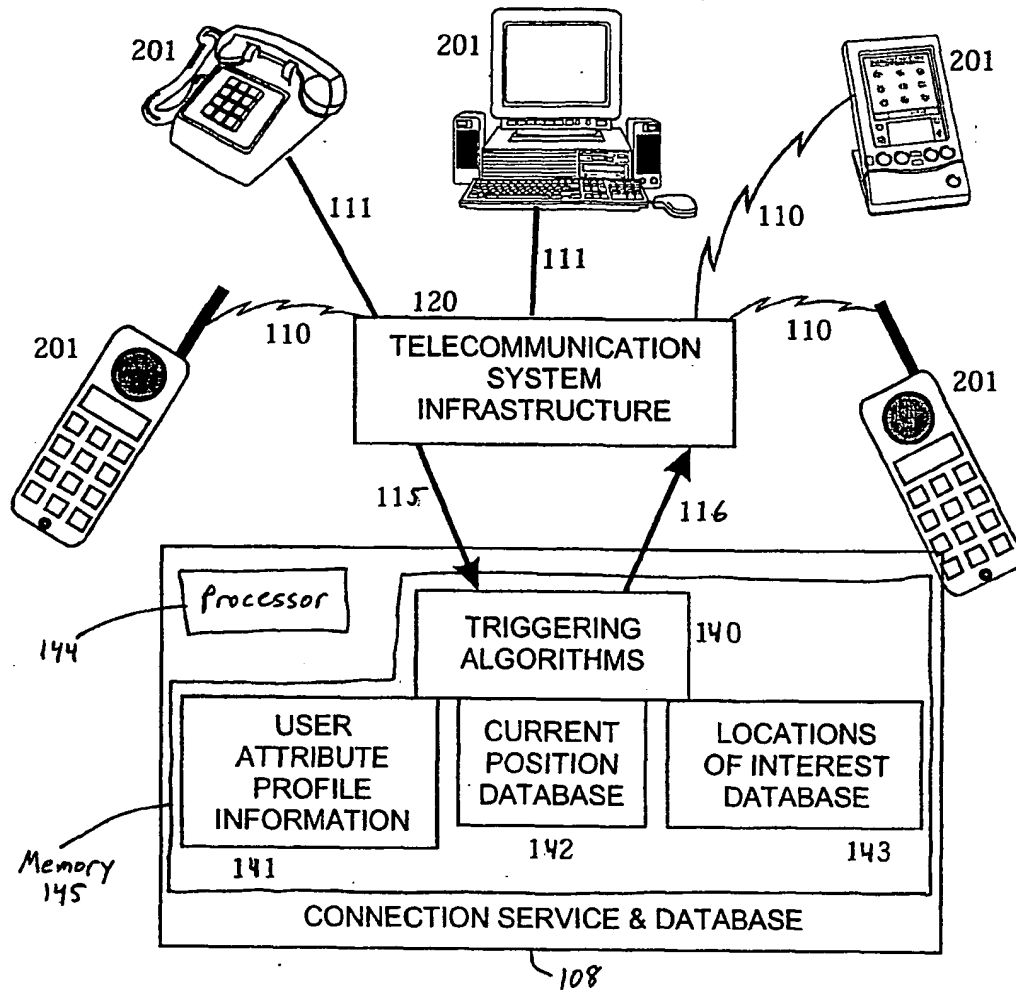 201
201
201
111
111
110
120
201
110
110
201
TELECOMMUNICATION
SYSTEM
INFRASTRUCTURE
115
116
Processor
144
TRIGGERING
ALGORITHMS
140
USER
ATTRIBUTE
PROFILE
INFORMATION
CURRENT
POSITION
DATABASE
LOCATIONS
OF INTEREST
DATABASE
Memory
145
141
142
143
CONNECTION SERVICE & DATABASE
108